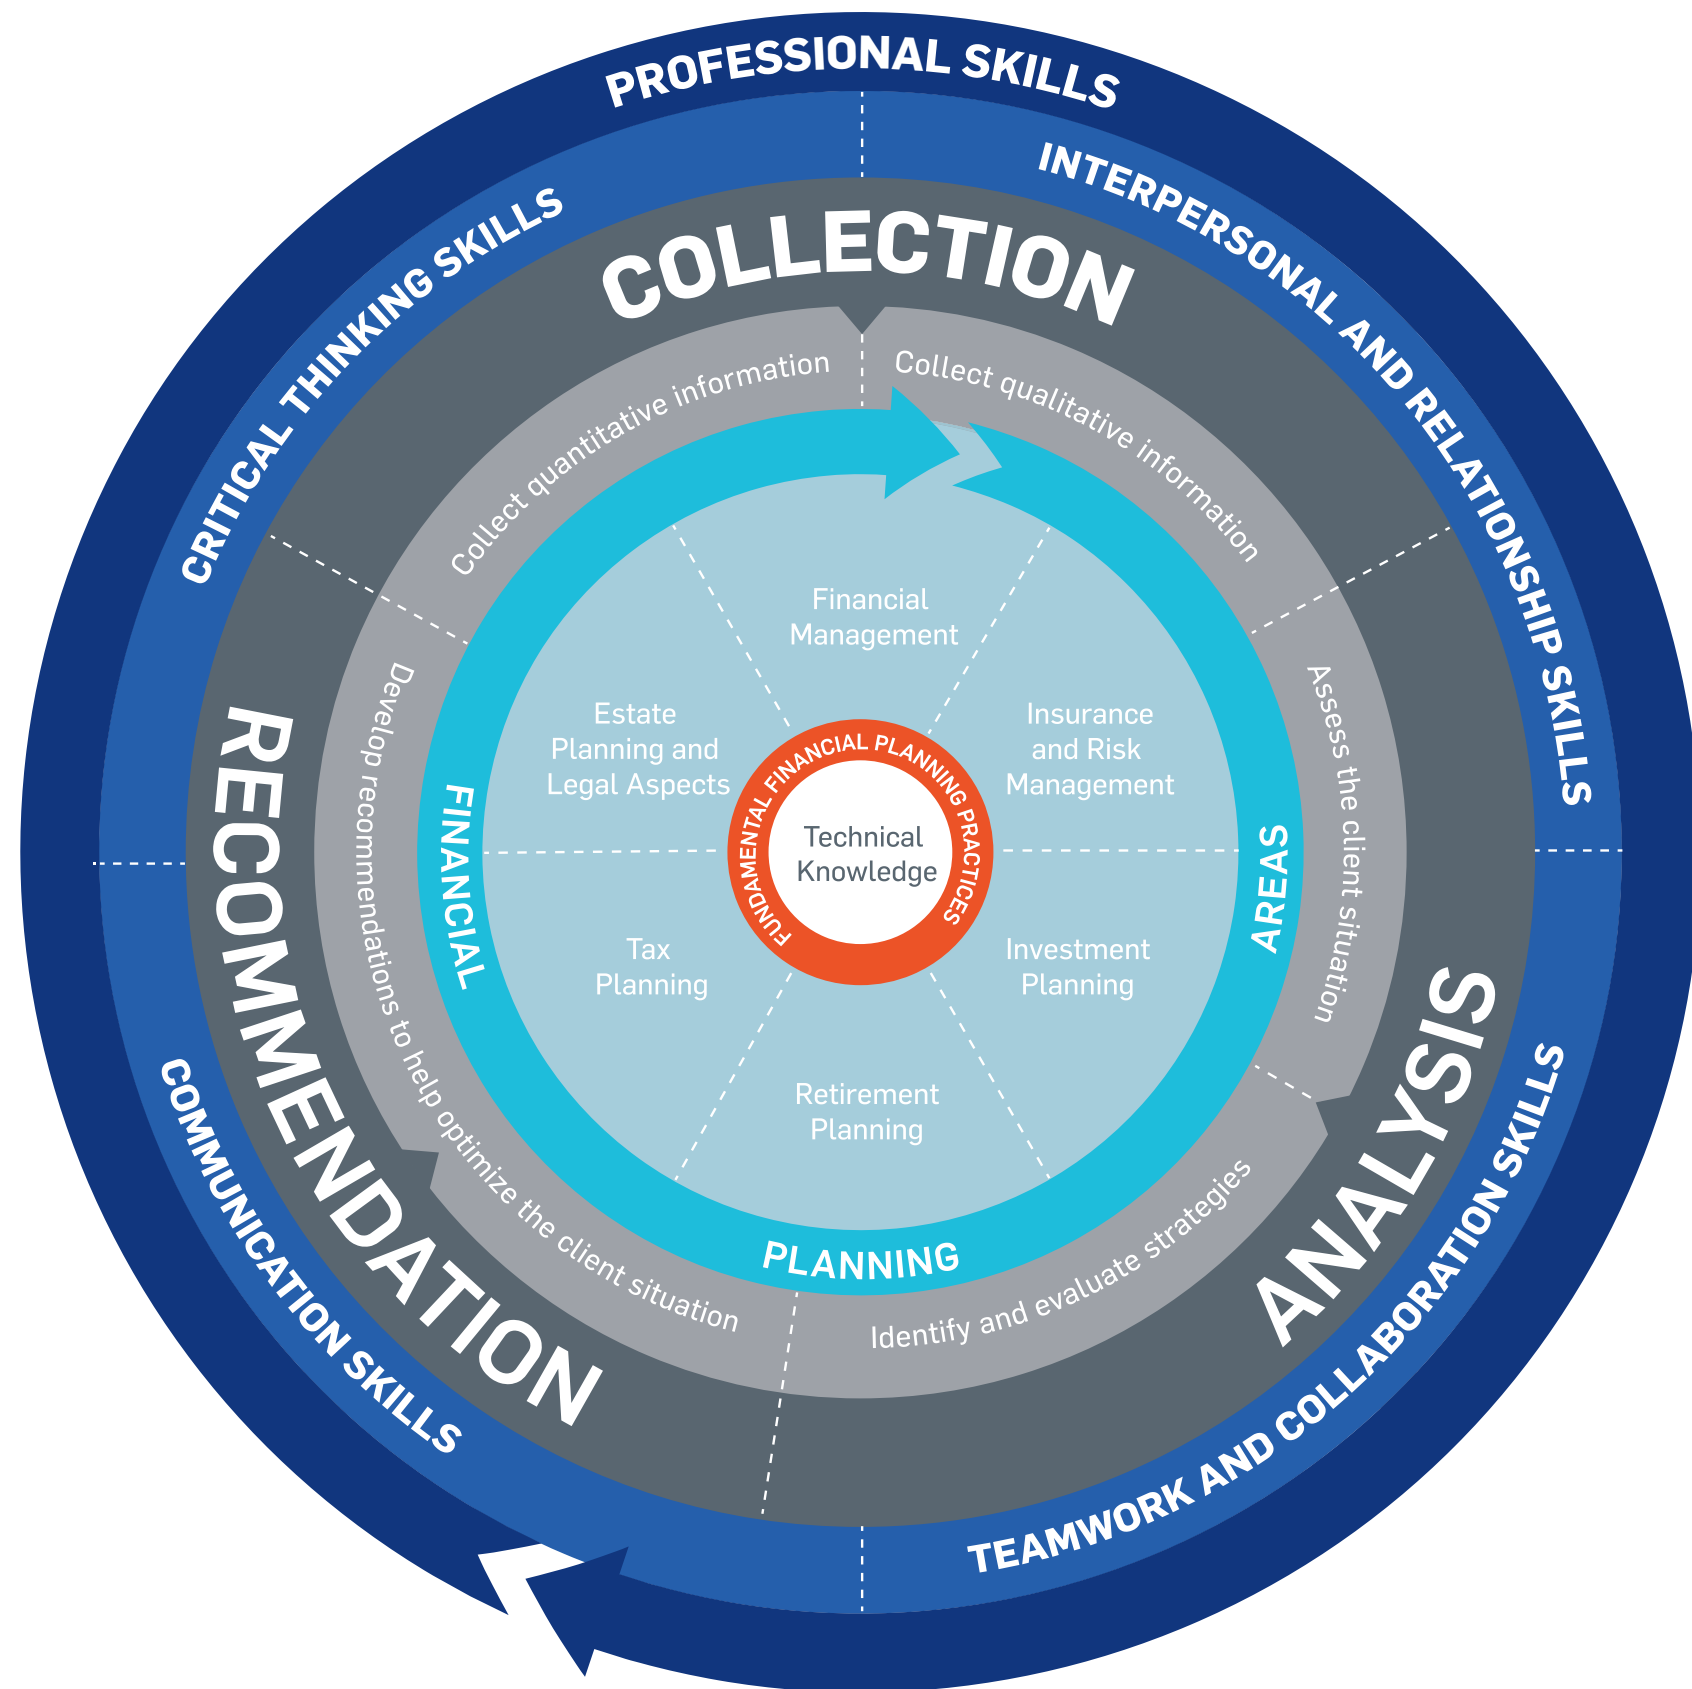 PROFESSIONAL SKILLS
CRITICAL THINKING SKILLS
INTERPERSONAL AND RELATIONSHIP SKILLS
TEAMWORK AND COLLABORATION SKILLS
COMMUNICATION SKILLS
COLLECTION
ANALYSIS
RECOMMENDATION
Collect quantitative information
Collect qualitative information
Assess the client situation
Identify and evaluate strategies
Develop recommendations to help optimize the client situation
FINANCIAL
PLANNING
AREAS
Financial
Management
Insurance
and Risk
Management
Investment
Planning
Retirement
Planning
Tax
Planning
Estate
Planning and
Legal Aspects
FUNDAMENTAL FINANCIAL PLANNING PRACTICES
Technical
Knowledge